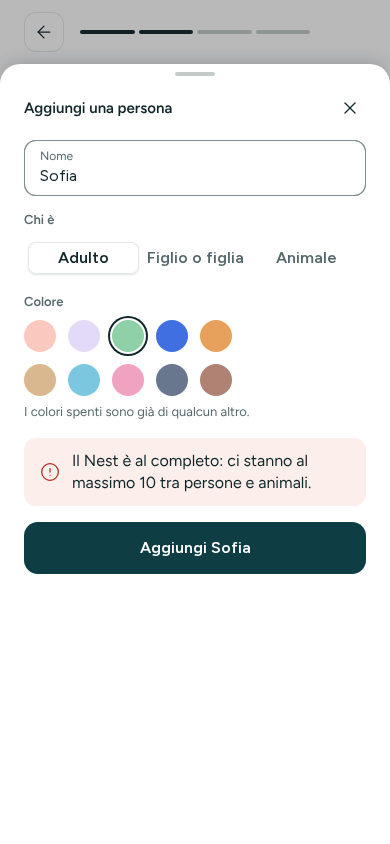 Aggiungi una persona
Nome
Sofia
Chi è
Adulto
Figlio o figlia
Animale
Colore
I colori spenti sono già di qualcun altro.
Il Nest è al completo: ci stanno al
massimo 10 tra persone e animali.
Aggiungi Sofia